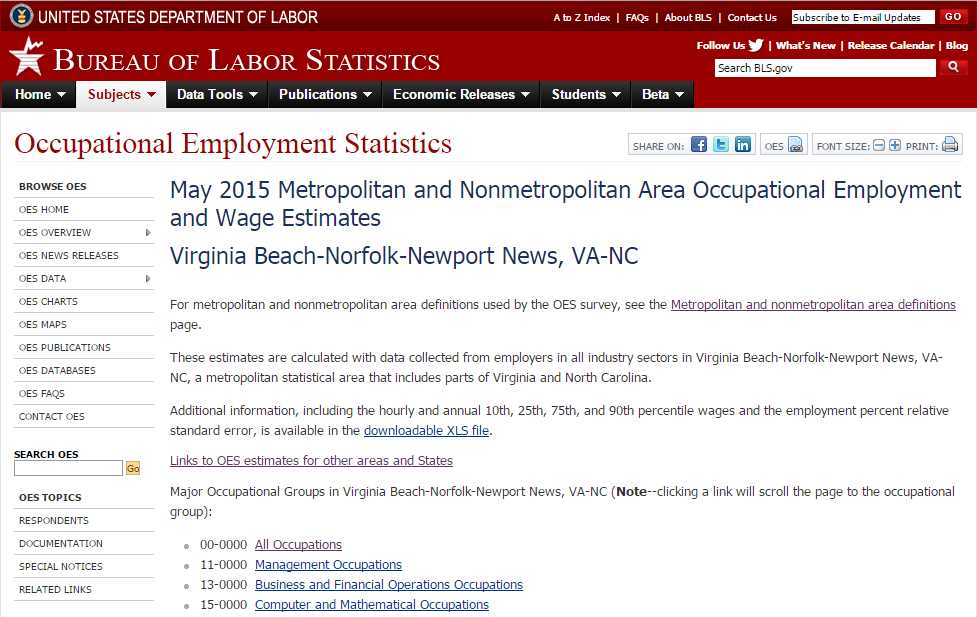 UNITED STATES DEPARTMENT OF LABOR
A to Z Index | FAQs | About BLS | Contact Us
Subscribe to E-mail Updates GO
BUREAU OF LABOR STATISTICS
Follow Us | What's New | Release Calendar | Blog
Search BLS.gov
Home Subjects Data Tools Publications Economic Releases Students Beta
Occupational Employment Statistics
SHARE ON: OES FONT SIZE: PRINT:
BROWSE OES
OES HOME
OES OVERVIEW
OES NEWS RELEASES
OES DATA
OES CHARTS
OES MAPS
OES PUBLICATIONS
OES DATABASES
OES FAQS
CONTACT OES
SEARCH OES
Go
OES TOPICS
RESPONDENTS
DOCUMENTATION
SPECIAL NOTICES
RELATED LINKS
May 2015 Metropolitan and Nonmetropolitan Area Occupational Employment
and Wage Estimates
Virginia Beach-Norfolk-Newport News, VA-NC
For metropolitan and nonmetropolitan area definitions used by the OES survey, see the Metropolitan and nonmetropolitan area definitions
page.
These estimates are calculated with data collected from employers in all industry sectors in Virginia Beach-Norfolk-Newport News, VA-
NC, a metropolitan statistical area that includes parts of Virginia and North Carolina.
Additional information, including the hourly and annual 10th, 25th, 75th, and 90th percentile wages and the employment percent relative
standard error, is available in the downloadable XLS file.
Links to OES estimates for other areas and States
Major Occupational Groups in Virginia Beach-Norfolk-Newport News, VA-NC (Note--clicking a link will scroll the page to the occupational
group):
00-0000 All Occupations
11-0000 Management Occupations
13-0000 Business and Financial Operations Occupations
15-0000 Computer and Mathematical Occupations